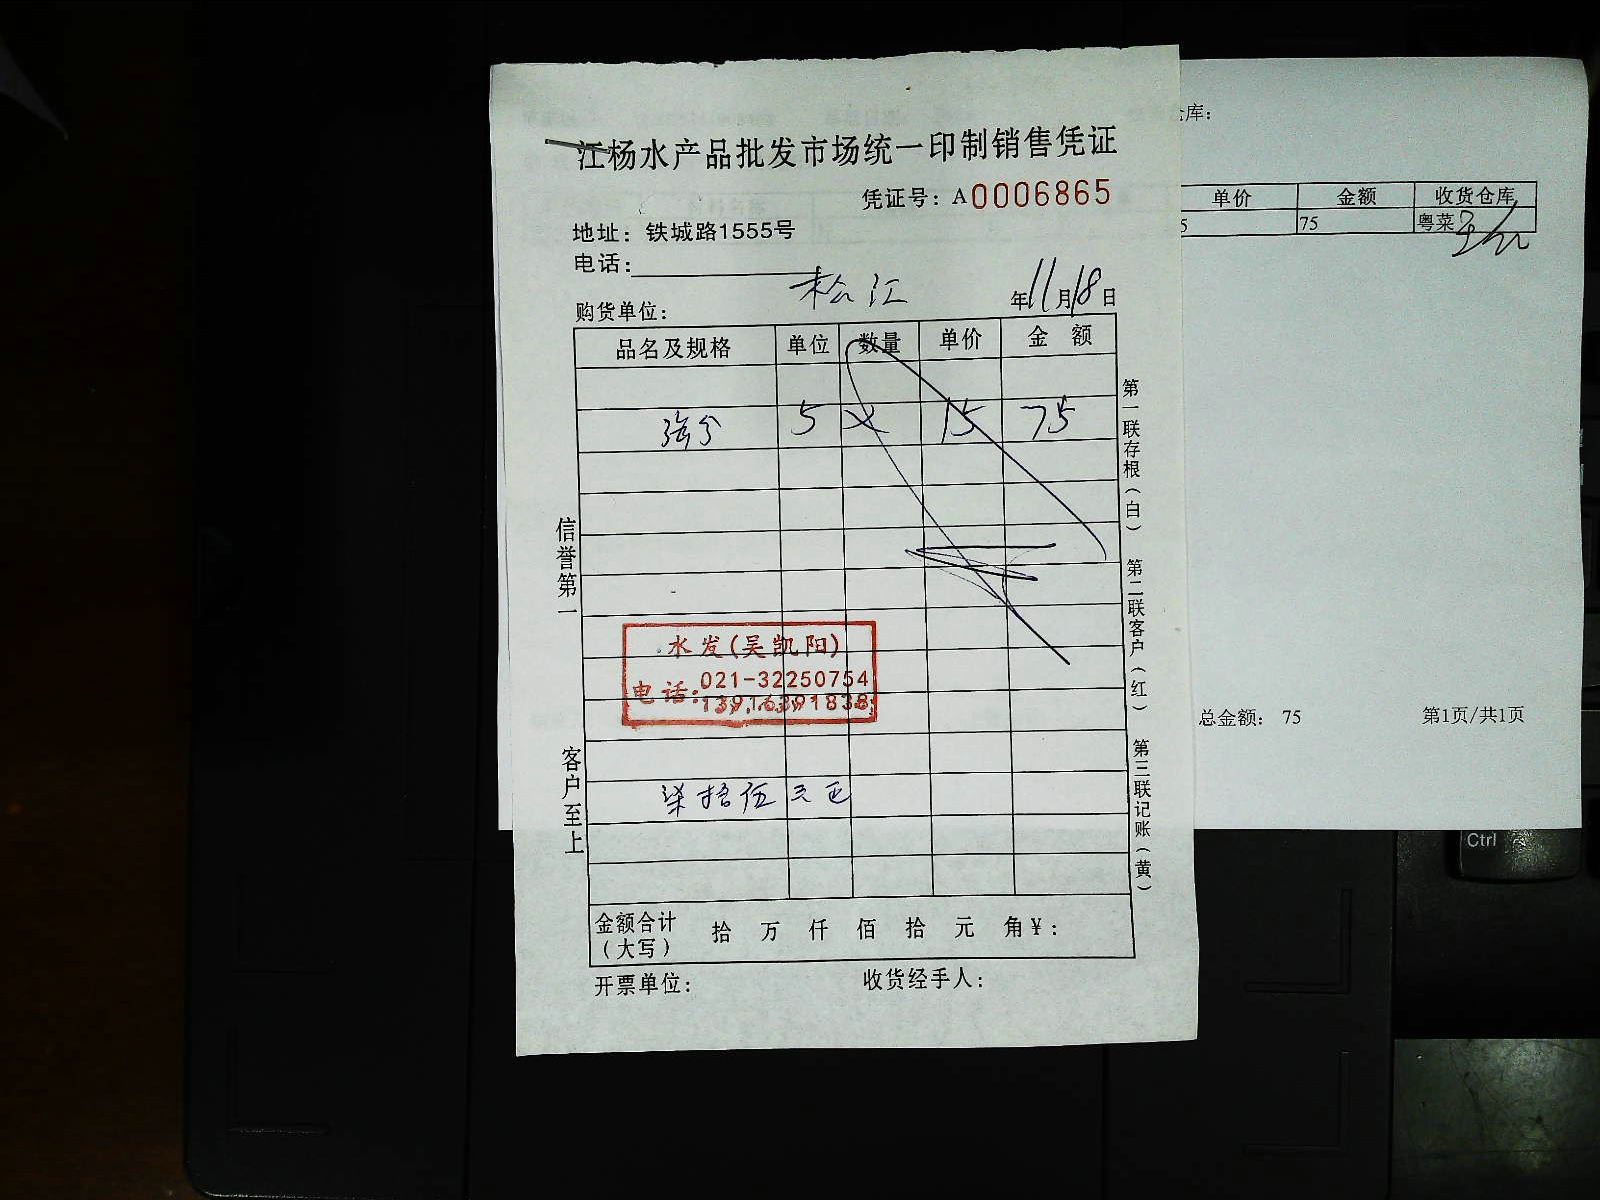 江杨水产品批发市场统一印制销售凭证
凭证号：A0006865
地址：铁城路1555号
电话：
购货单位： 松江 年11月18日
品名及规格 单位 数量 单价 金 额
5 15 75
水发(吴凯阳)
电话：021-32250754
13916391838
柒拾伍元正
金额合计（大写） 拾 万 仟 佰 拾 元 角￥：
开票单位： 收货经手人：
信誉第一
客户至上
第一联存根（白）
第二联客户（红）
第三联记账（黄）
库：
单价 金额 收货仓库
5 75 粤菜
总金额： 75 第1页/共1页
Ctrl